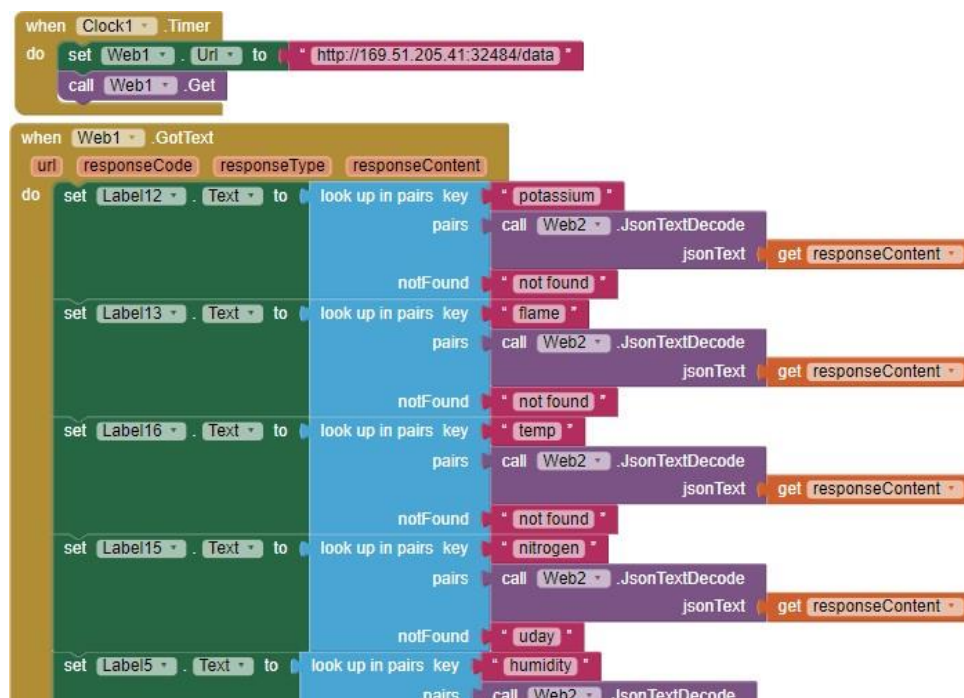 when Clock1 .Timer
do set Web1 . Url to " http://169.51.205.41:32484/data "
call Web1 .Get
when Web1 .GotText
url responseCode responseType responseContent
do set Label12 . Text to look up in pairs key " potassium "
pairs call Web2 .JsonTextDecode
jsonText get responseContent
notFound " not found "
set Label13 . Text to look up in pairs key " flame "
pairs call Web2 .JsonTextDecode
jsonText get responseContent
notFound " not found "
set Label16 . Text to look up in pairs key " temp "
pairs call Web2 .JsonTextDecode
jsonText get responseContent
notFound " not found "
set Label15 . Text to look up in pairs key " nitrogen "
pairs call Web2 .JsonTextDecode
jsonText get responseContent
notFound " uday "
set Label5 . Text to look up in pairs key " humidity "
pairs call Web2 .JsonTextDecode